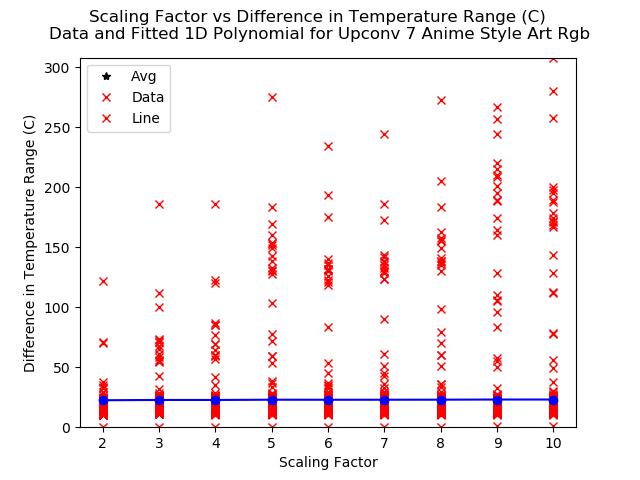 Scaling Factor vs Difference in Temperature Range (C)
Data and Fitted 1D Polynomial for Upconv 7 Anime Style Art Rgb
300
250
200
150
100
50
0
Difference in Temperature Range (C)
Avg
Data
Line
2 3 4 5 6 7 8 9 10
Scaling Factor